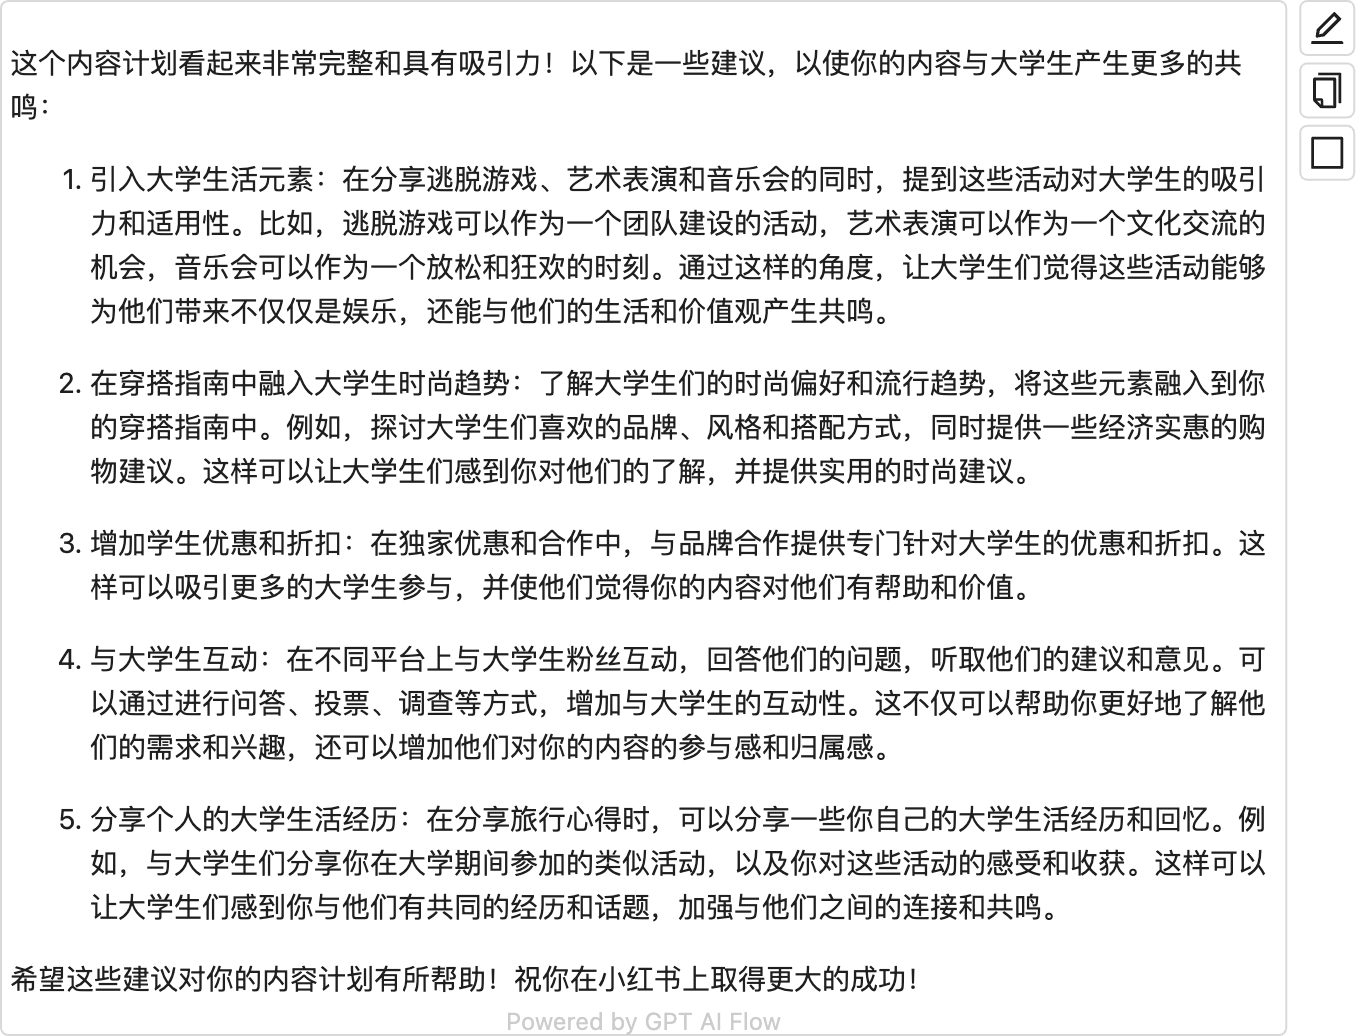 这个内容计划看起来非常完整和具有吸引力！以下是一些建议，以使你的内容与大学生产生更多的共
鸣：
1. 引入大学生活元素：在分享逃脱游戏、艺术表演和音乐会的同时，提到这些活动对大学生的吸引
力和适用性。比如，逃脱游戏可以作为一个团队建设的活动，艺术表演可以作为一个文化交流的
机会，音乐会可以作为一个放松和狂欢的时刻。通过这样的角度，让大学生们觉得这些活动能够
为他们带来不仅仅是娱乐，还能与他们的生活和价值观产生共鸣。
2. 在穿搭指南中融入大学生时尚趋势：了解大学生们的时尚偏好和流行趋势，将这些元素融入到你
的穿搭指南中。例如，探讨大学生们喜欢的品牌、风格和搭配方式，同时提供一些经济实惠的购
物建议。这样可以让大学生们感到你对他们的了解，并提供实用的时尚建议。
3. 增加学生优惠和折扣：在独家优惠和合作中，与品牌合作提供专门针对大学生的优惠和折扣。这
样可以吸引更多的大学生参与，并使他们觉得你的内容对他们有帮助和价值。
4. 与大学生互动：在不同平台上与大学生粉丝互动，回答他们的问题，听取他们的建议和意见。可
以通过进行问答、投票、调查等方式，增加与大学生的互动性。这不仅可以帮助你更好地了解他
们的需求和兴趣，还可以增加他们对你的内容的参与感和归属感。
5. 分享个人的大学生活经历：在分享旅行心得时，可以分享一些你自己的大学生活经历和回忆。例
如，与大学生们分享你在大学期间参加的类似活动，以及你对这些活动的感受和收获。这样可以
让大学生们感到你与他们有共同的经历和话题，加强与他们之间的连接和共鸣。
希望这些建议对你的内容计划有所帮助！祝你在小红书上取得更大的成功！
Powered by GPT AI Flow